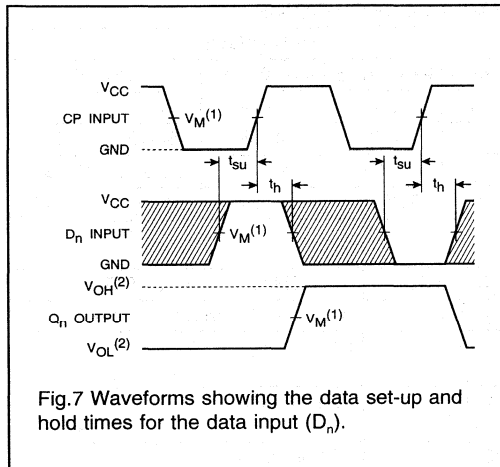 VCC
CP INPUT
VM(1)
GND
tsu
tsu
th
th
VCC
Dn INPUT
VM(1)
GND
VOH(2)
Qn OUTPUT
VM(1)
VOL(2)
Fig.7 Waveforms showing the data set-up and
hold times for the data input (Dn).